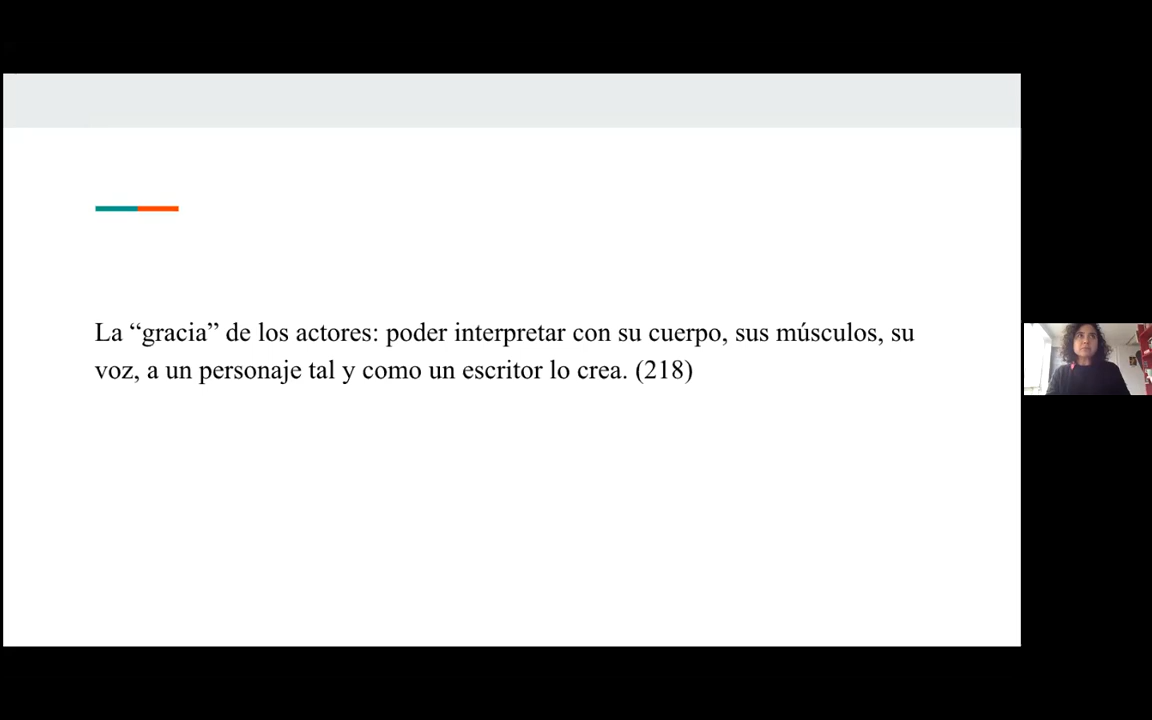 La “gracia” de los actores: poder interpretar con su cuerpo, sus músculos, su
voz, a un personaje tal y como un escritor lo crea. (218)